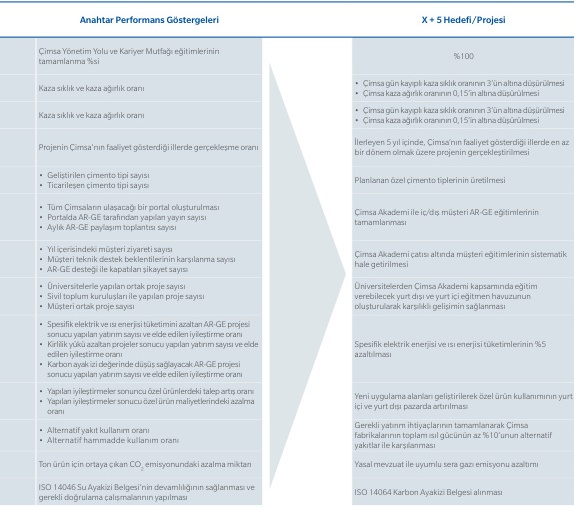 Anahtar Performans Göstergeleri
X + 5 Hedefi/Projesi
Çimsa Yönetim Yolu ve Kariyer Mutfağı eğitimlerinin
tamamlanma %si
%100
Kaza sıklık ve kaza ağırlık oranı
• Çimsa gün kayıplı kaza sıklık oranının 3'ün altına düşürülmesi
• Çimsa kaza ağırlık oranının 0,15'in altına düşürülmesi
Kaza sıklık ve kaza ağırlık oranı
• Çimsa gün kayıplı kaza sıklık oranının 3'ün altına düşürülmesi
• Çimsa kaza ağırlık oranının 0,15'in altına düşürülmesi
Projenin Çimsa'nın faaliyet gösterdiği illerde gerçekleşme oranı
İlerleyen 5 yıl içinde, Çimsa'nın faaliyet gösterdiği illerde en az
bir dönem olmak üzere projenin gerçekleştirilmesi
• Geliştirilen çimento tipi sayısı
• Ticarileşen çimento tipi sayısı
Planlanan özel çimento tiplerinin üretilmesi
• Tüm Çimsaların ulaşacağı bir portal oluşturulması
• Portalda AR-GE tarafından yapılan yayın sayısı
• Aylık AR-GE paylaşım toplantısı sayısı
Çimsa Akademi ile iç/dış müşteri AR-GE eğitimlerinin
tamamlanması
• Yıl içerisindeki müşteri ziyareti sayısı
• Müşteri teknik destek beklentilerinin karşılanma sayısı
• AR-GE desteği ile kapatılan şikayet sayısı
Çimsa Akademi çatısı altında müşteri eğitimlerinin sistematik
hale getirilmesi
• Üniversitelerle yapılan ortak proje sayısı
• Sivil toplum kuruluşları ile yapılan proje sayısı
• Müşteri ortak proje sayısı
Üniversitelerden Çimsa Akademi kapsamında eğitim
verebilecek yurt dışı ve yurt içi eğitmen havuzunun
oluşturularak karşılıklı gelişimin sağlanması
• Spesifik elektrik ve ısı enerjisi tüketimini azaltan AR-GE projesi
sonucu yapılan yatırım sayısı ve elde edilen iyileştirme oranı
• Kirlilik yükü azaltan projeler sonucu yapılan yatırım sayısı ve elde
edilen iyileştirme oranı
• Karbon ayak izi değerinde düşüş sağlayacak AR-GE projesi
sonucu yapılan yatırım sayısı ve elde edilen iyileştirme oranı
Spesifik elektrik enerjisi ve ısı enerjisi tüketimlerinin %5
azaltılması
• Yapılan iyileştirmeler sonuncu özel ürünlerdeki talep artış oranı
• Yapılan iyileştirmeler sonucu özel ürün maliyetlerindeki azalma
oranı
Yeni uygulama alanları geliştirilerek özel ürün kullanımının yurt
içi ve yurt dışı pazarda artırılması
• Alternatif yakıt kullanım oranı
• Alternatif hammadde kullanım oranı
Gerekli yatırım ihtiyaçlarının tamamlanarak Çimsa
fabrikalarının toplam ısıl gücünün az %10'unun alternatif
yakıtlar ile karşılanması
Ton ürün için ortaya çıkan CO₂ emisyonundaki azalma miktarı
Yasal mevzuat ile uyumlu sera gazı emisyonu azaltımı
ISO 14046 Su Ayakizi Belgesi'nin devamlılığının sağlanması ve
gerekli doğrulama çalışmalarının yapılması
ISO 14064 Karbon Ayakizi Belgesi alınması